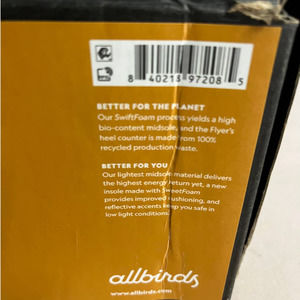 8 40213 97208 5
BETTER FOR THE PLANET
Our SwiftFoam process yields a high
bio-content midsole, and the Flyer's
heel counter is made from 100%
recycled production waste.
BETTER FOR YOU
Our lightest midsole material delivers
the highest energy return yet, a new
insole made with SweetFoam
provides improved cushioning, and
reflective accents keep you safe in
low light conditions.
allbirds
www.allbirds.com